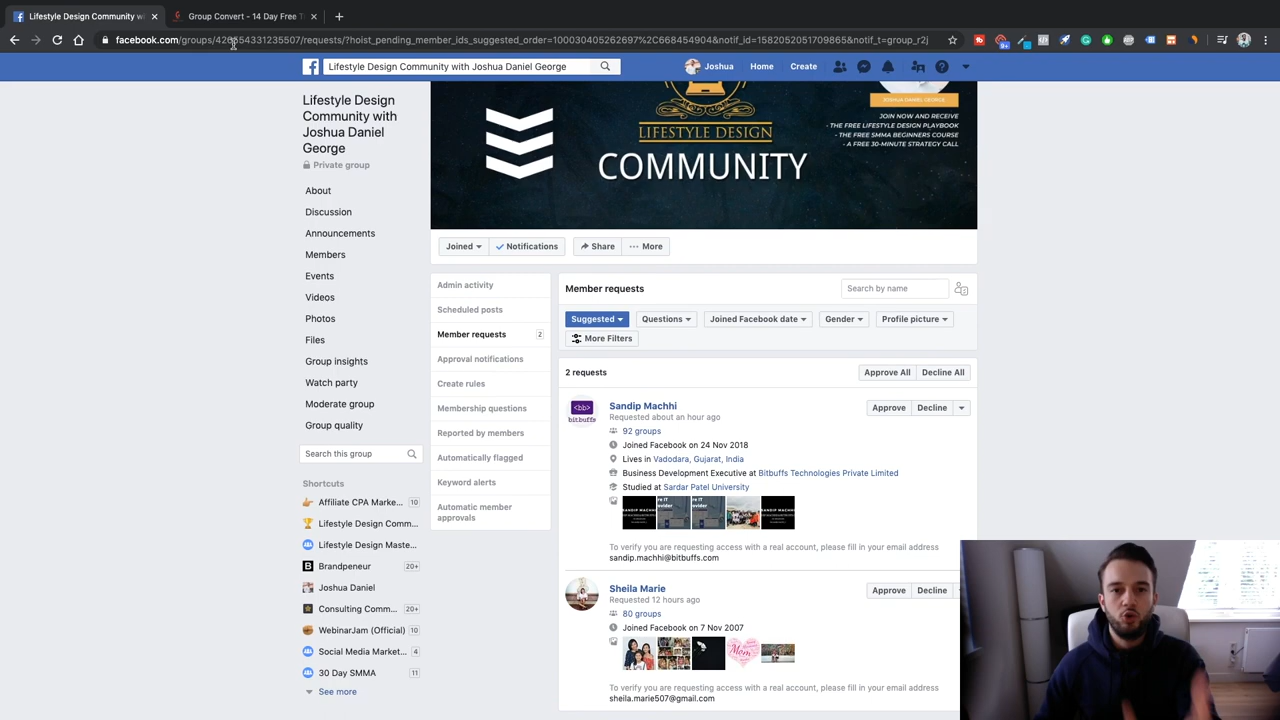 Lifestyle Design Community wi
Group Convert - 14 Day Free T
facebook.com/groups/426554331235507/requests/?hoist_pending_member_ids_suggested_order=100030405262697%2C668454904&notif_id=1582052051709865&notif_t=group_r2j
Lifestyle Design Community with Joshua Daniel George
Joshua
Home
Create
Lifestyle Design
Community with
Joshua Daniel
George
Private group
About
Discussion
Announcements
Members
Events
Videos
Photos
Files
Group insights
Watch party
Moderate group
Group quality
Search this group
Shortcuts
Affiliate CPA Marke... 10
Lifestyle Design Comm...
Lifestyle Design Maste...
Brandpeneur 20+
Joshua Daniel
Consulting Comm... 20+
WebinarJam (Official) 10
Social Media Market... 4
30 Day SMMA 11
See more
JOSHUA DANIEL GEORGE
JOIN NOW AND RECEIVE
- THE FREE LIFESTYLE DESIGN PLAYBOOK
- THE FREE SMMA BEGINNERS COURSE
- A FREE 30-MINUTE STRATEGY CALL
LIFESTYLE DESIGN
COMMUNITY
Joined
Notifications
Share
More
Admin activity
Scheduled posts
Member requests 2
Approval notifications
Create rules
Membership questions
Reported by members
Automatically flagged
Keyword alerts
Automatic member
approvals
Member requests
Search by name
Suggested
Questions
Joined Facebook date
Gender
Profile picture
More Filters
2 requests
Approve All
Decline All
<bb>
bitbuffs
Sandip Machhi
Approve
Decline
Requested about an hour ago
92 groups
Joined Facebook on 24 Nov 2018
Lives in Vadodara, Gujarat, India
Business Development Executive at Bitbuffs Technologies Private Limited
Studied at Sardar Patel University
To verify you are requesting access with a real account, please fill in your email address
sandip.machhi@bitbuffs.com
Sheila Marie
Approve
Decline
Requested 12 hours ago
80 groups
Joined Facebook on 7 Nov 2007
Mom
To verify you are requesting access with a real account, please fill in your email address
sheila.marie507@gmail.com